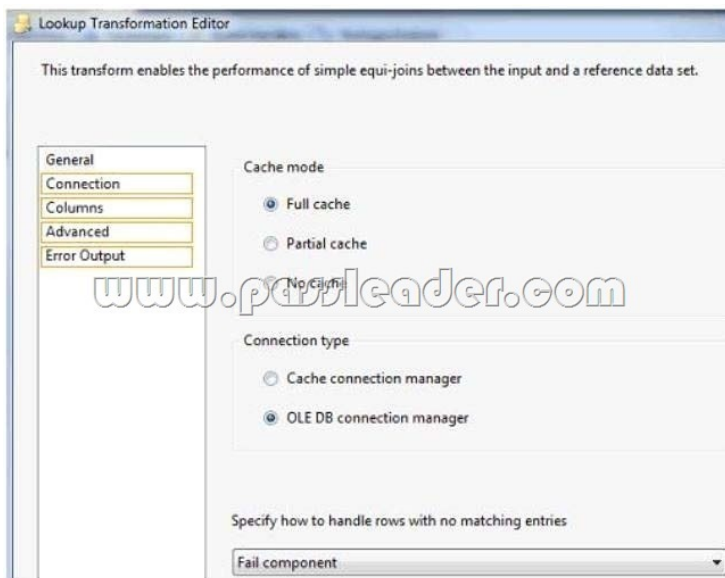 Lookup Transformation Editor
This transform enables the performance of simple equi-joins between the input and a reference data set.
General
Connection
Columns
Advanced
Error Output
Cache mode
Full cache
Partial cache
No cache
www.passleader.com
Connection type
Cache connection manager
OLE DB connection manager
Specify how to handle rows with no matching entries
Fail component